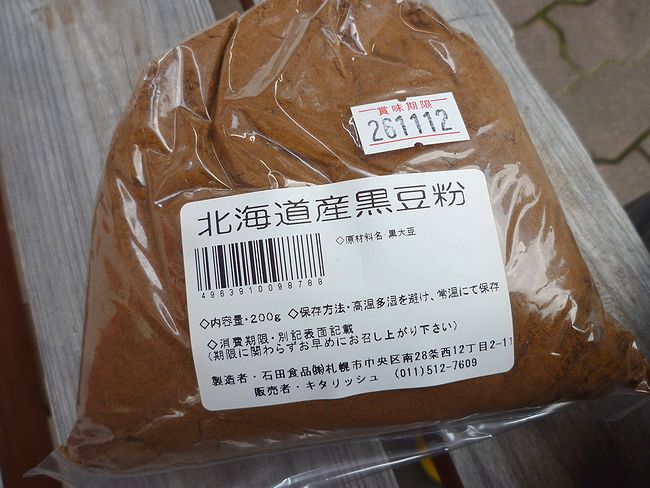 賞味期限
261112
北海道産黒豆粉
◇原材料名・黒大豆
4963910098788
◇内容量・200g ◇保存方法・高温多湿を避け、常温にて保存
◇消費期限・別記表面記載
(期限に関わらずお早めにお召し上がり下さい)
製造者・石田食品㈱札幌市中央区南28条西12丁目2-11
販売者・キタリッシュ (011)512-7609